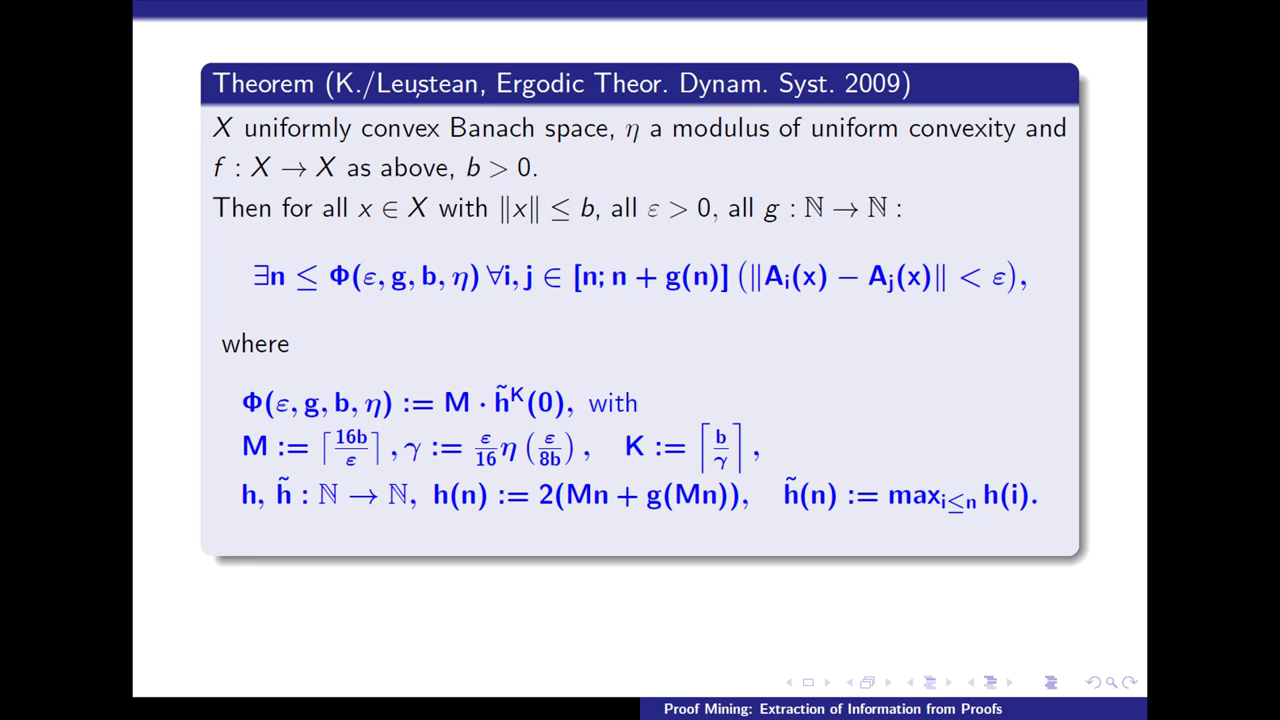 Theorem (K./Leuştean, Ergodic Theor. Dynam. Syst. 2009)
X uniformly convex Banach space, η a modulus of uniform convexity and
f : X → X as above, b > 0.
Then for all x ∈ X with ‖x‖ ≤ b, all ε > 0, all g : ℕ → ℕ :
∃n ≤ Φ(ε, g, b, η) ∀i, j ∈ [n; n + g(n)] (‖A_i(x) − A_j(x)‖ < ε),
where
Φ(ε, g, b, η) := M · h̃^K(0), with
M := ⌈16b/ε⌉, γ := ε/16 η(ε/8b), K := ⌈b/γ⌉,
h, h̃ : ℕ → ℕ, h(n) := 2(Mn + g(Mn)), h̃(n) := max_{i≤n} h(i).
Proof Mining: Extraction of Information from Proofs